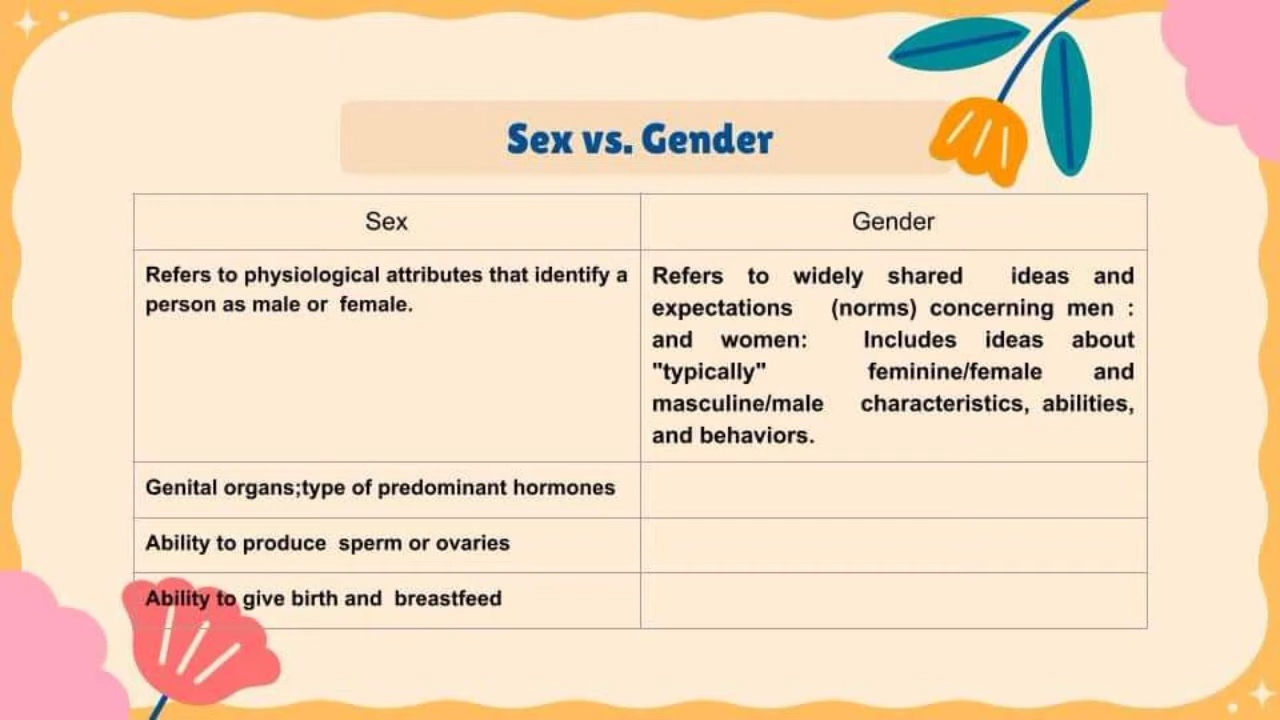 Sex vs. Gender
Sex
Gender
Refers to physiological attributes that identify a
person as male or female.
Refers to widely shared ideas and
expectations (norms) concerning men :
and women: Includes ideas about
"typically" feminine/female and
masculine/male characteristics, abilities,
and behaviors.
Genital organs;type of predominant hormones
Ability to produce sperm or ovaries
Ability to give birth and breastfeed